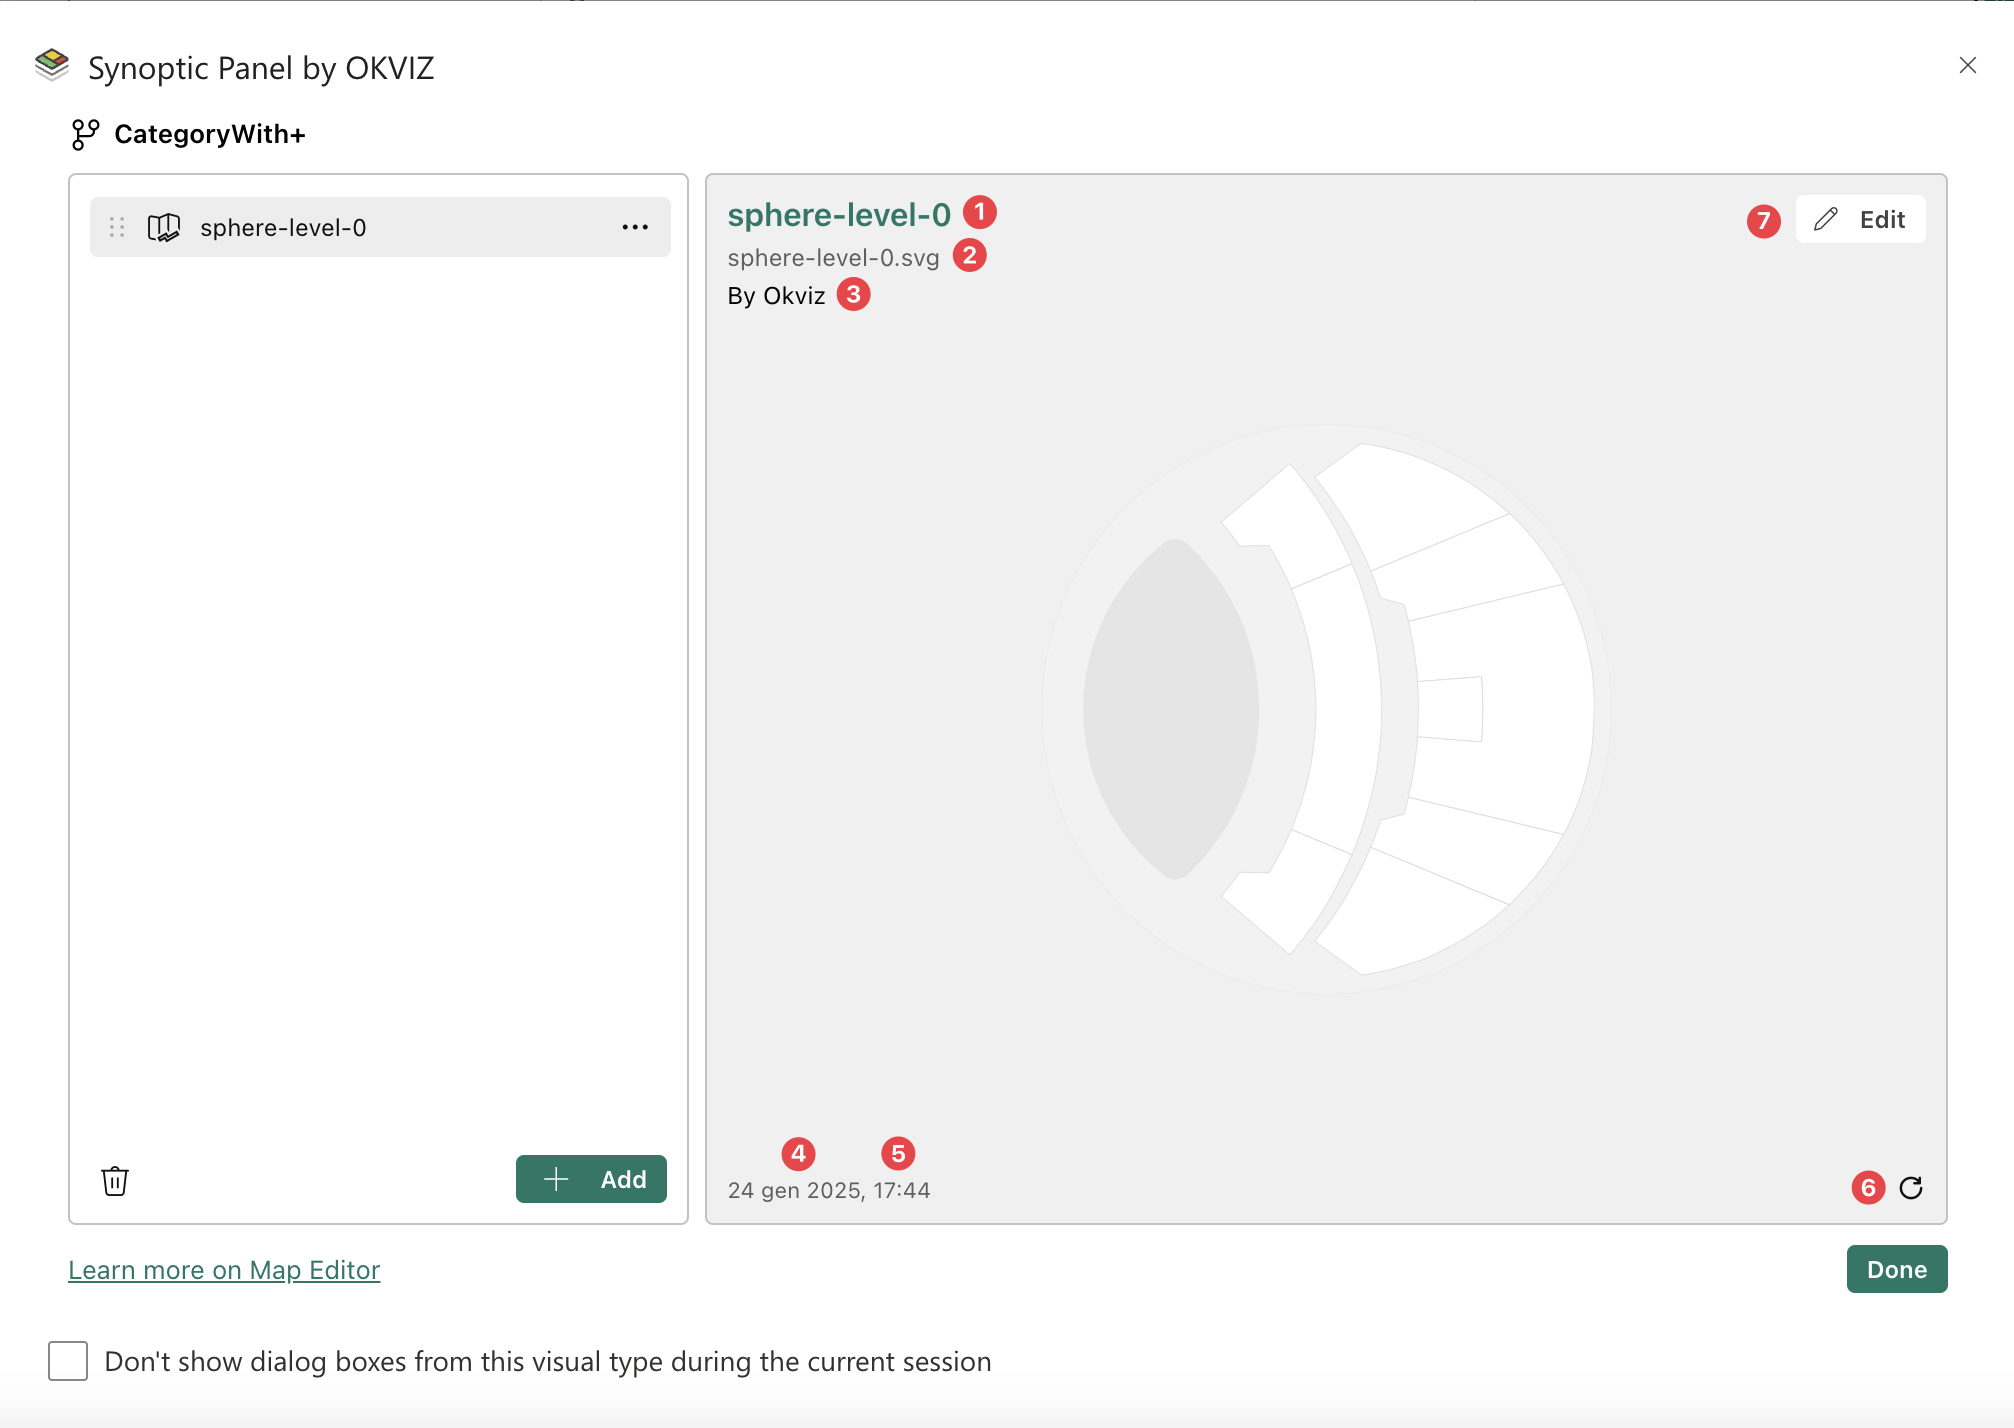 Synoptic Panel by OKVIZ
CategoryWith+
sphere-level-0
sphere-level-0 1
sphere-level-0.svg 2
By Okviz 3
7 Edit
Add
4 5
24 gen 2025, 17:44
6
Learn more on Map Editor
Done
Don't show dialog boxes from this visual type during the current session